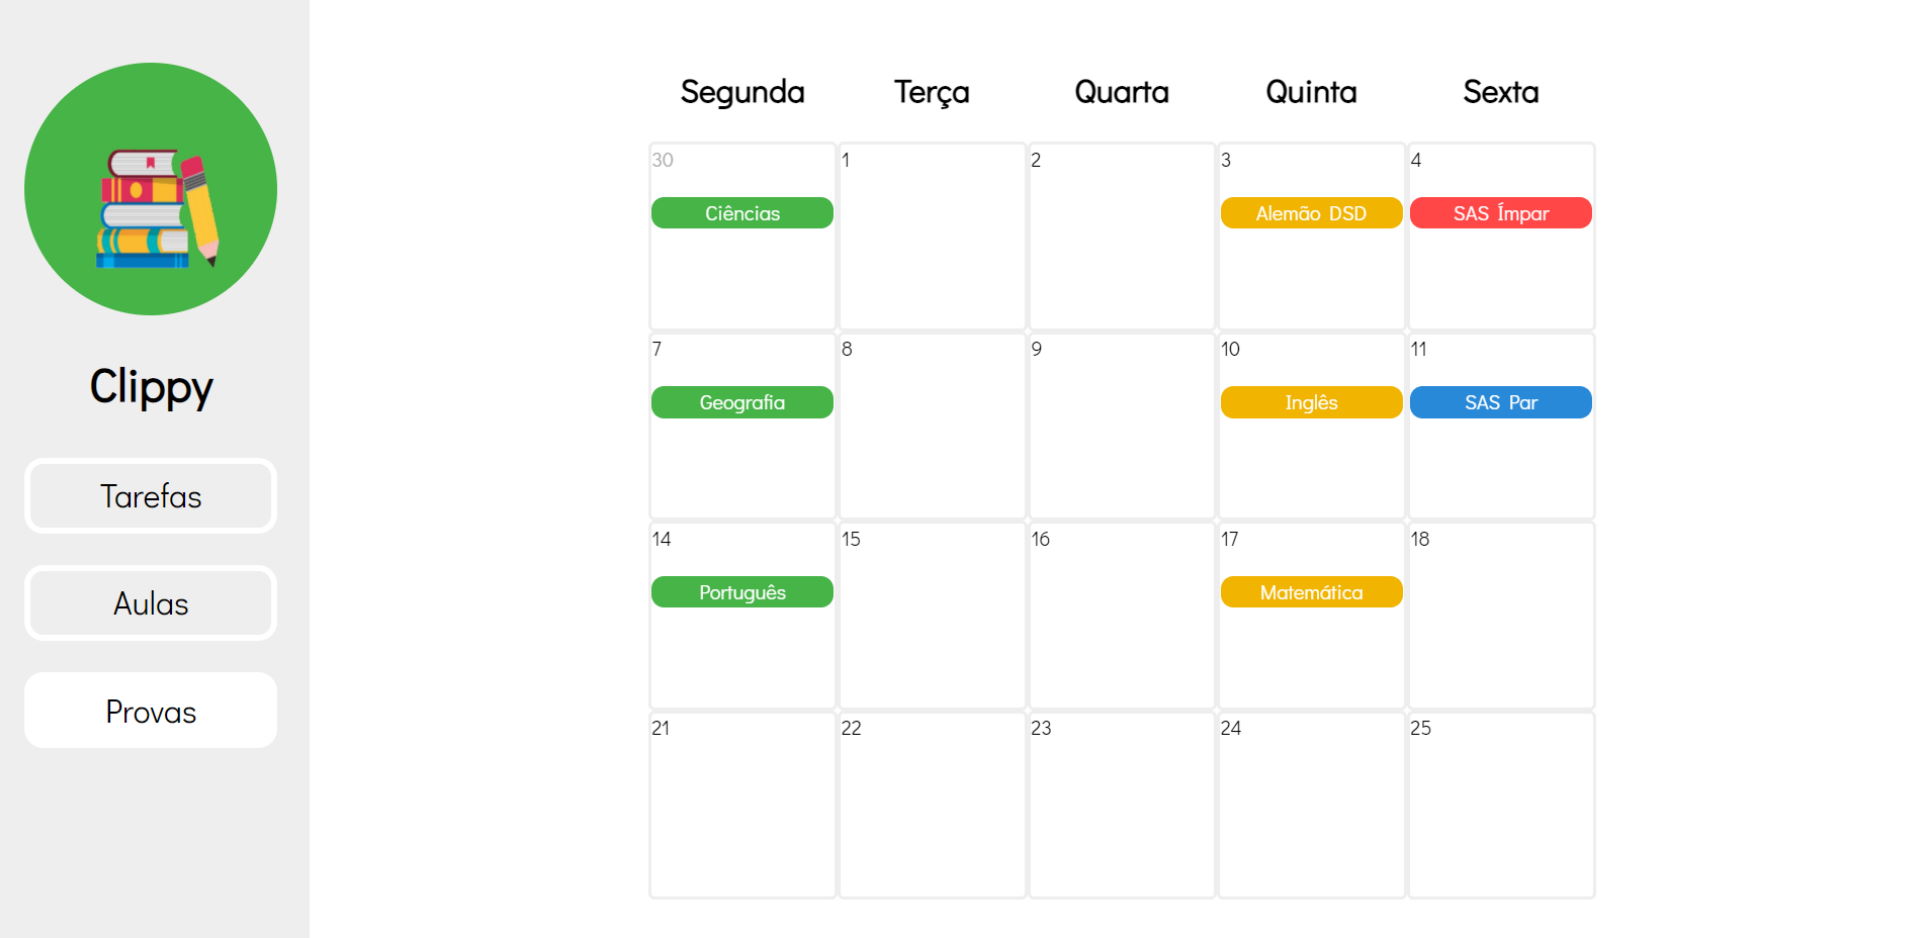 Clippy
Tarefas
Aulas
Provas
Segunda Terça Quarta Quinta Sexta
30 1 2 3 4
Ciências Alemão DSD SAS Ímpar
7 8 9 10 11
Geografia Inglês SAS Par
14 15 16 17 18
Português Matemática
21 22 23 24 25